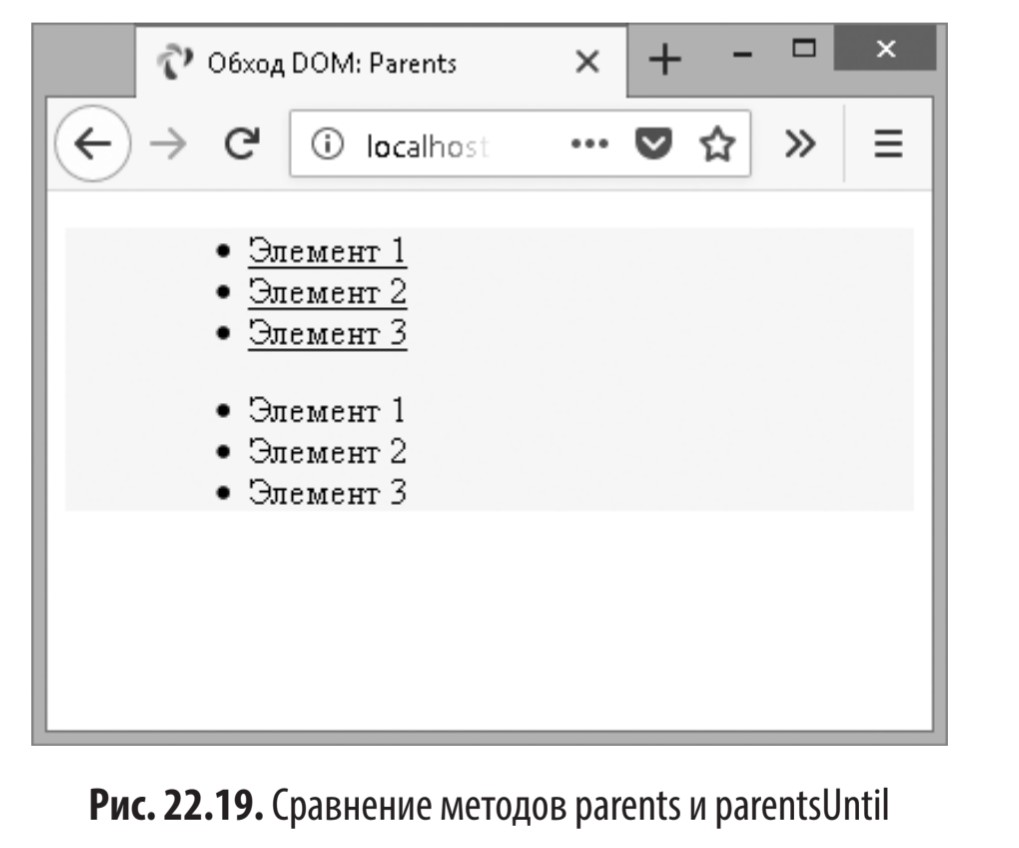 Обход DOM: Parents
localhost
Элемент 1
Элемент 2
Элемент 3
Элемент 1
Элемент 2
Элемент 3
Рис. 22.19. Сравнение методов parents и parentsUntil